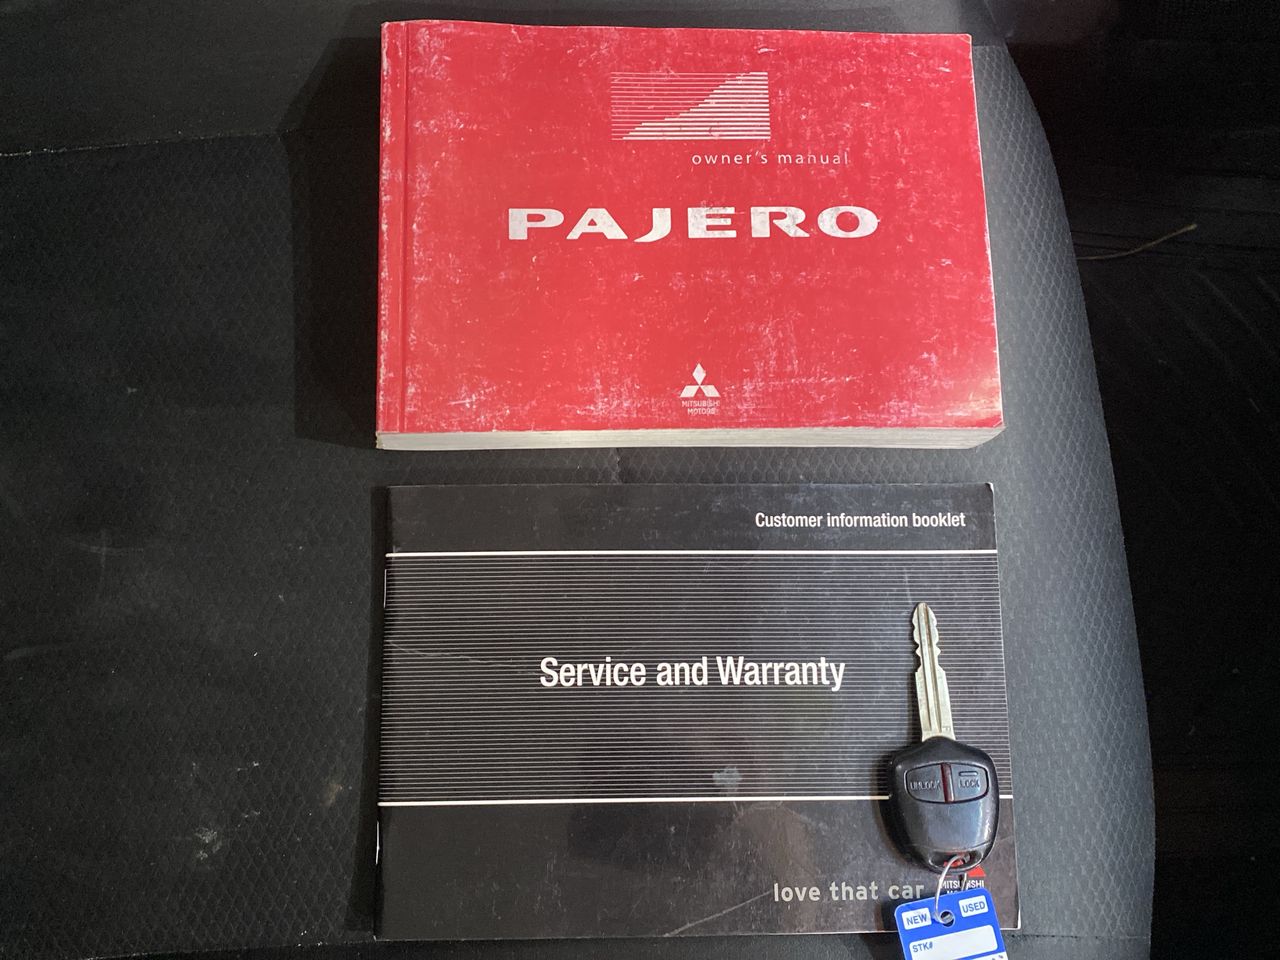 owner's manual
PAJERO
MITSUBISHI
MOTORS
Customer information booklet
Service and Warranty
UNLOCK
LOCK
love that car
NEW
USED
STK#